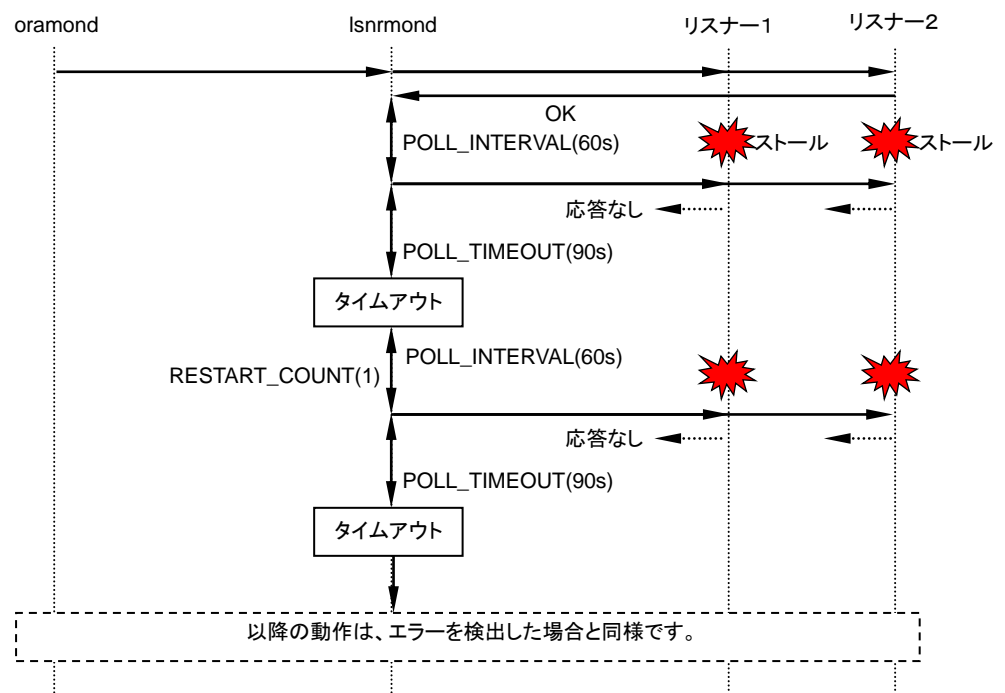 oramond
lsnrmond
リスナー1
リスナー2
OK
POLL_INTERVAL(60s)
ストール
ストール
応答なし
POLL_TIMEOUT(90s)
タイムアウト
POLL_INTERVAL(60s)
RESTART_COUNT(1)
応答なし
POLL_TIMEOUT(90s)
タイムアウト
以降の動作は、エラーを検出した場合と同様です。